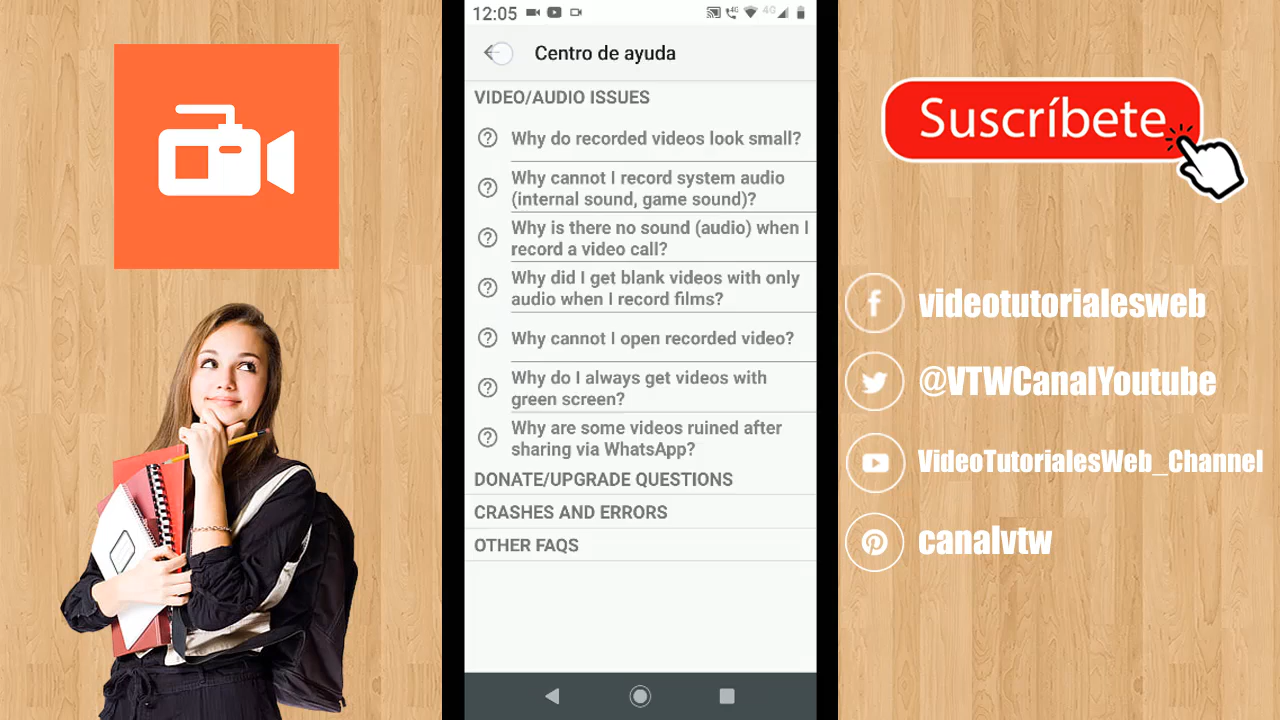 12:05
4G
4G
Centro de ayuda
VIDEO/AUDIO ISSUES
Why do recorded videos look small?
Why cannot I record system audio
(internal sound, game sound)?
Why is there no sound (audio) when I
record a video call?
Why did I get blank videos with only
audio when I record films?
Why cannot I open recorded video?
Why do I always get videos with
green screen?
Why are some videos ruined after
sharing via WhatsApp?
DONATE/UPGRADE QUESTIONS
CRASHES AND ERRORS
OTHER FAQS
Suscríbete
videotutorialesweb
@VTWCanalYoutube
VideoTutorialesWeb_Channel
canalvtw